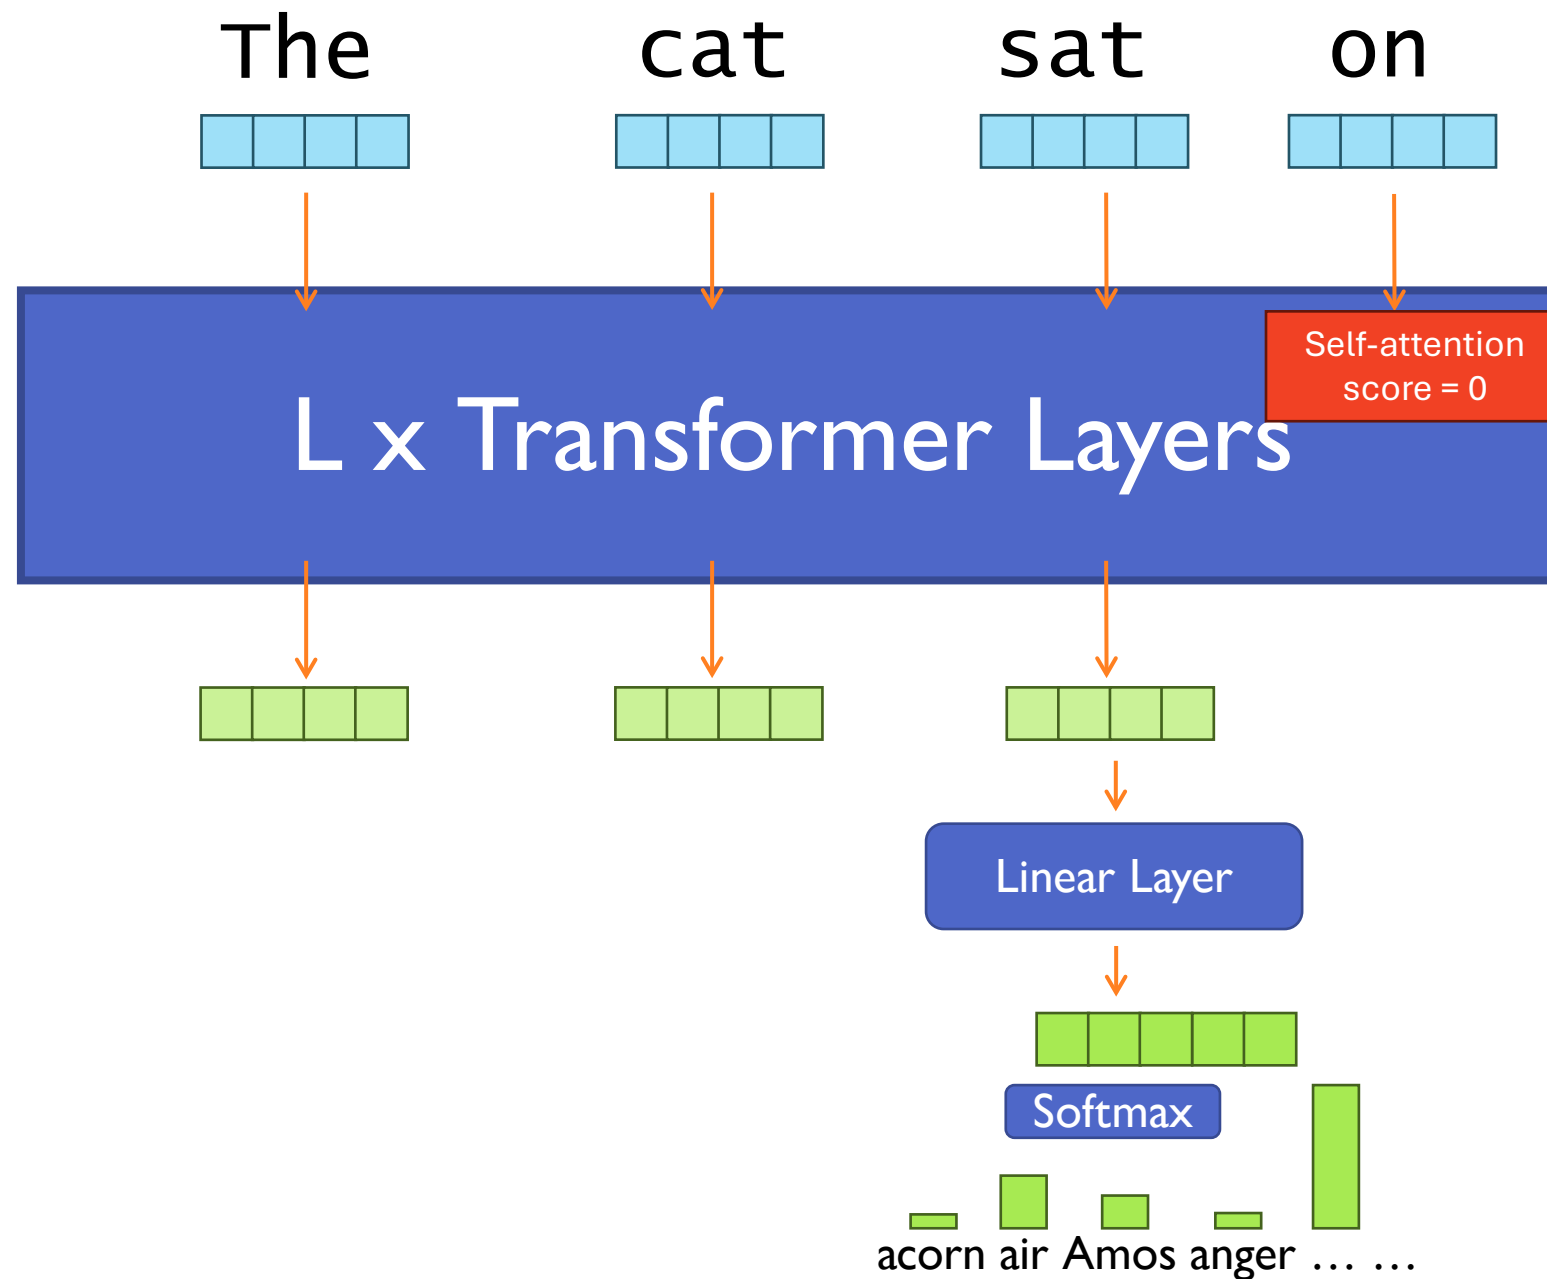 The cat sat on
Self-attention
score = 0
L x Transformer Layers
Linear Layer
Softmax
acorn air Amos anger … …